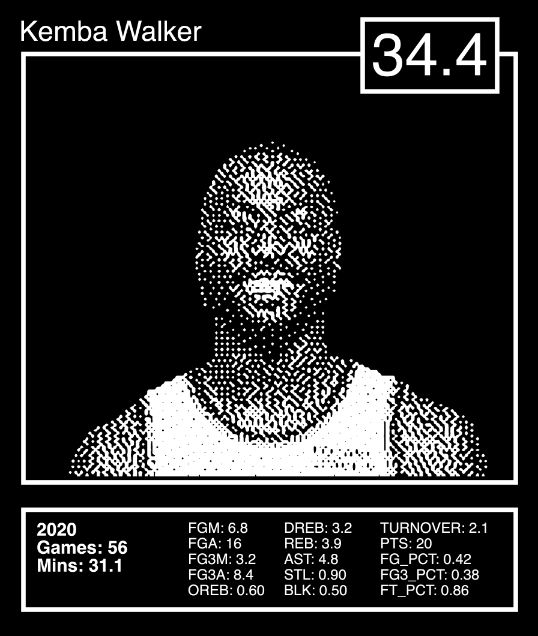 Kemba Walker
34.4
2020
Games: 56
Mins: 31.1
FGM: 6.8
FGA: 16
FG3M: 3.2
FG3A: 8.4
OREB: 0.60
DREB: 3.2
REB: 3.9
AST: 4.8
STL: 0.90
BLK: 0.50
TURNOVER: 2.1
PTS: 20
FG_PCT: 0.42
FG3_PCT: 0.38
FT_PCT: 0.86